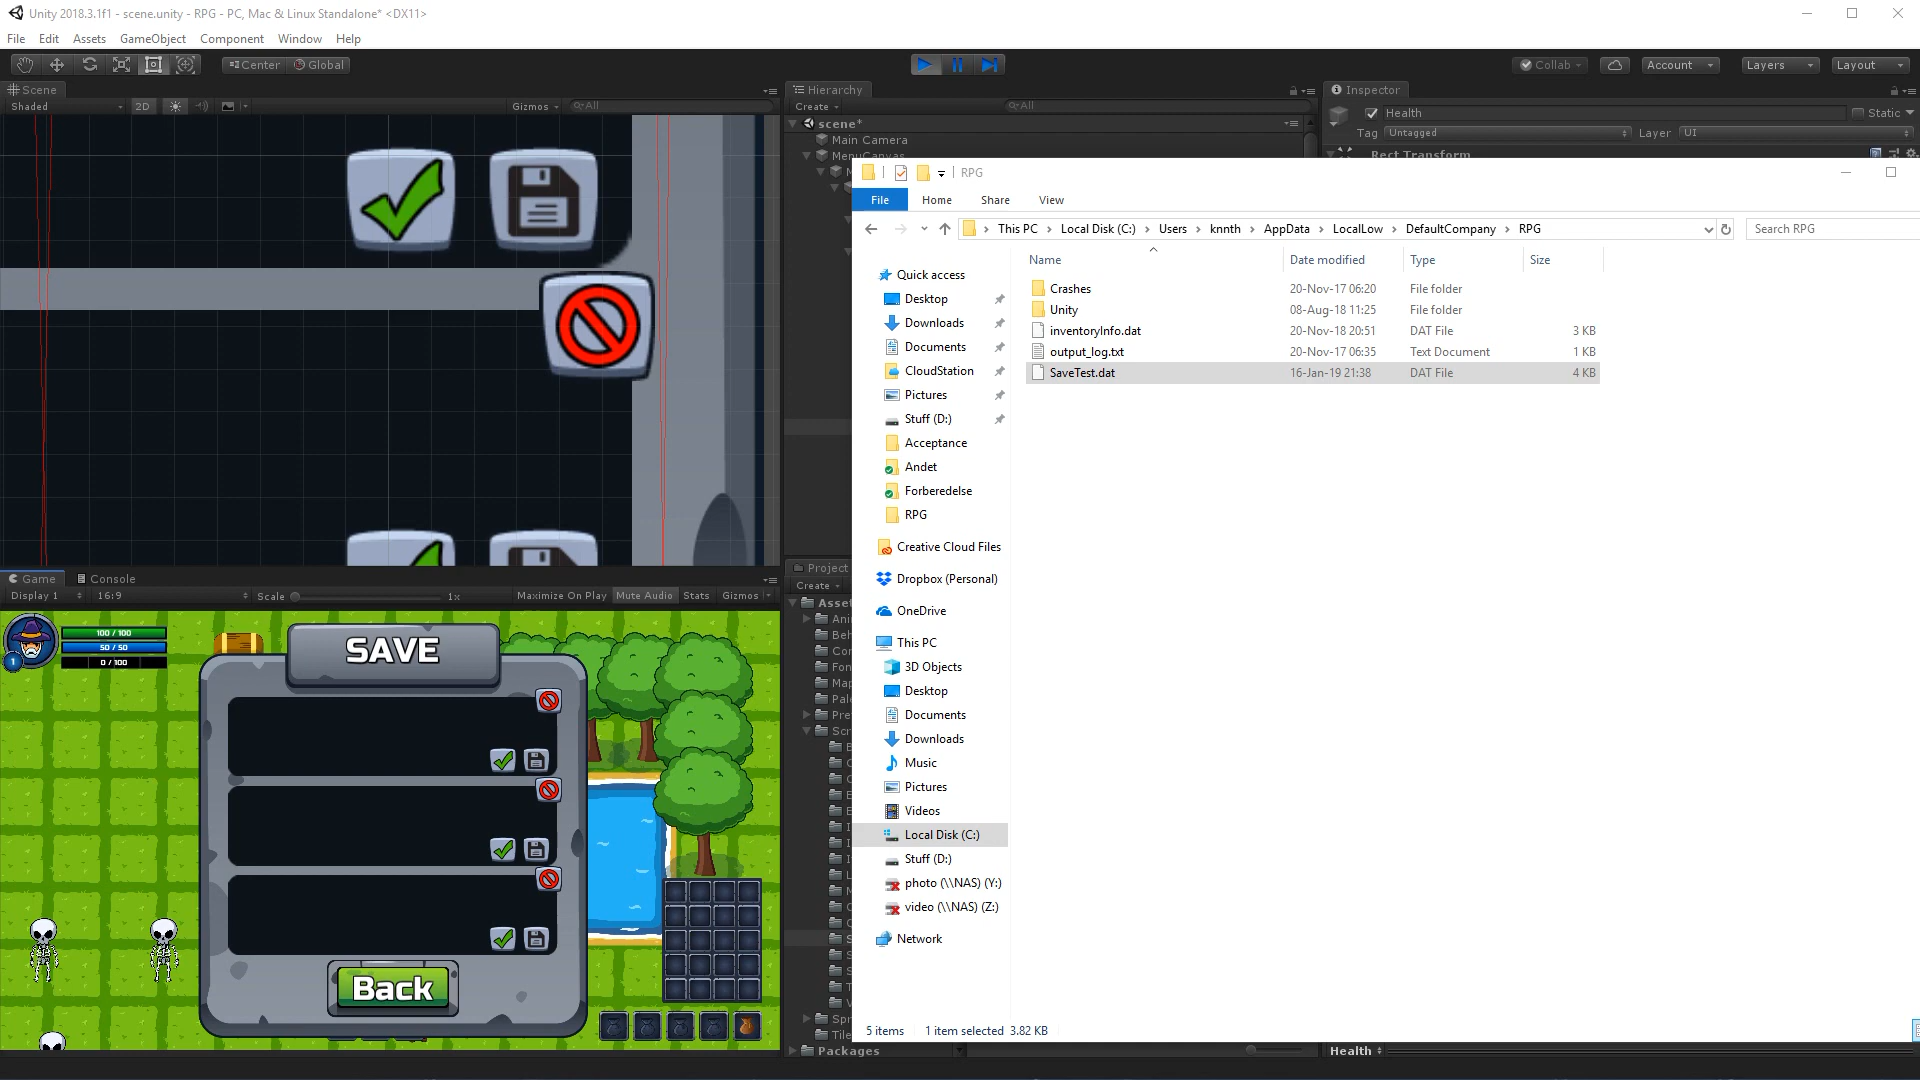 Unity 2018.3.1f1 - scene.unity - RPG - PC, Mac & Linux Standalone* <DX11>
File Edit Assets GameObject Component Window Help
Center Global Collab Account Layers Layout
Scene
Shaded 2D Gizmos All
Hierarchy
Create All
scene*
Main Camera
MenuCanvas
Inspector
Health Static
Tag Untagged Layer UI
Rect Transform
RPG
File Home Share View
This PC Local Disk (C:) Users knnth AppData LocalLow DefaultCompany RPG
Search RPG
Name Date modified Type Size
Crashes 20-Nov-17 06:20 File folder
Unity 08-Aug-18 11:25 File folder
inventoryInfo.dat 20-Nov-18 20:51 DAT File 3 KB
output_log.txt 20-Nov-17 06:35 Text Document 1 KB
SaveTest.dat 16-Jan-19 21:38 DAT File 4 KB
Quick access
Desktop
Downloads
Documents
CloudStation
Pictures
Stuff (D:)
Acceptance
Andet
Forberedelse
RPG
Creative Cloud Files
Dropbox (Personal)
OneDrive
This PC
3D Objects
Desktop
Documents
Downloads
Music
Pictures
Videos
Local Disk (C:)
Stuff (D:)
photo (\\NAS) (Y:)
video (\\NAS) (Z:)
Network
5 items 1 item selected 3.82 KB
Game Console
Display 1 16:9 Scale 1x Maximize On Play Mute Audio Stats Gizmos
100 / 100
50 / 50
0 / 100
1
SAVE
Back
Project
Create
Packages
Health